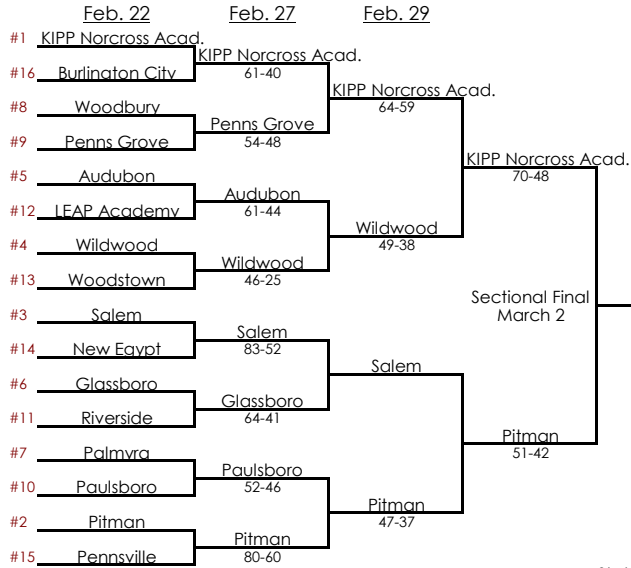 Feb. 22
Feb. 27
Feb. 29
#1 KIPP Norcross Acad.
#16 Burlington City
#8 Woodbury
#9 Penns Grove
#5 Audubon
#12 LEAP Academy
#4 Wildwood
#13 Woodstown
#3 Salem
#14 New Egypt
#6 Glassboro
#11 Riverside
#7 Palmyra
#10 Paulsboro
#2 Pitman
#15 Pennsville
KIPP Norcross Acad.
61-40
Penns Grove
54-48
Audubon
61-44
Wildwood
46-25
Salem
83-52
Glassboro
64-41
Paulsboro
52-46
Pitman
80-60
KIPP Norcross Acad.
64-59
Wildwood
49-38
Salem
Pitman
47-37
KIPP Norcross Acad.
70-48
Pitman
51-42
Sectional Final
March 2